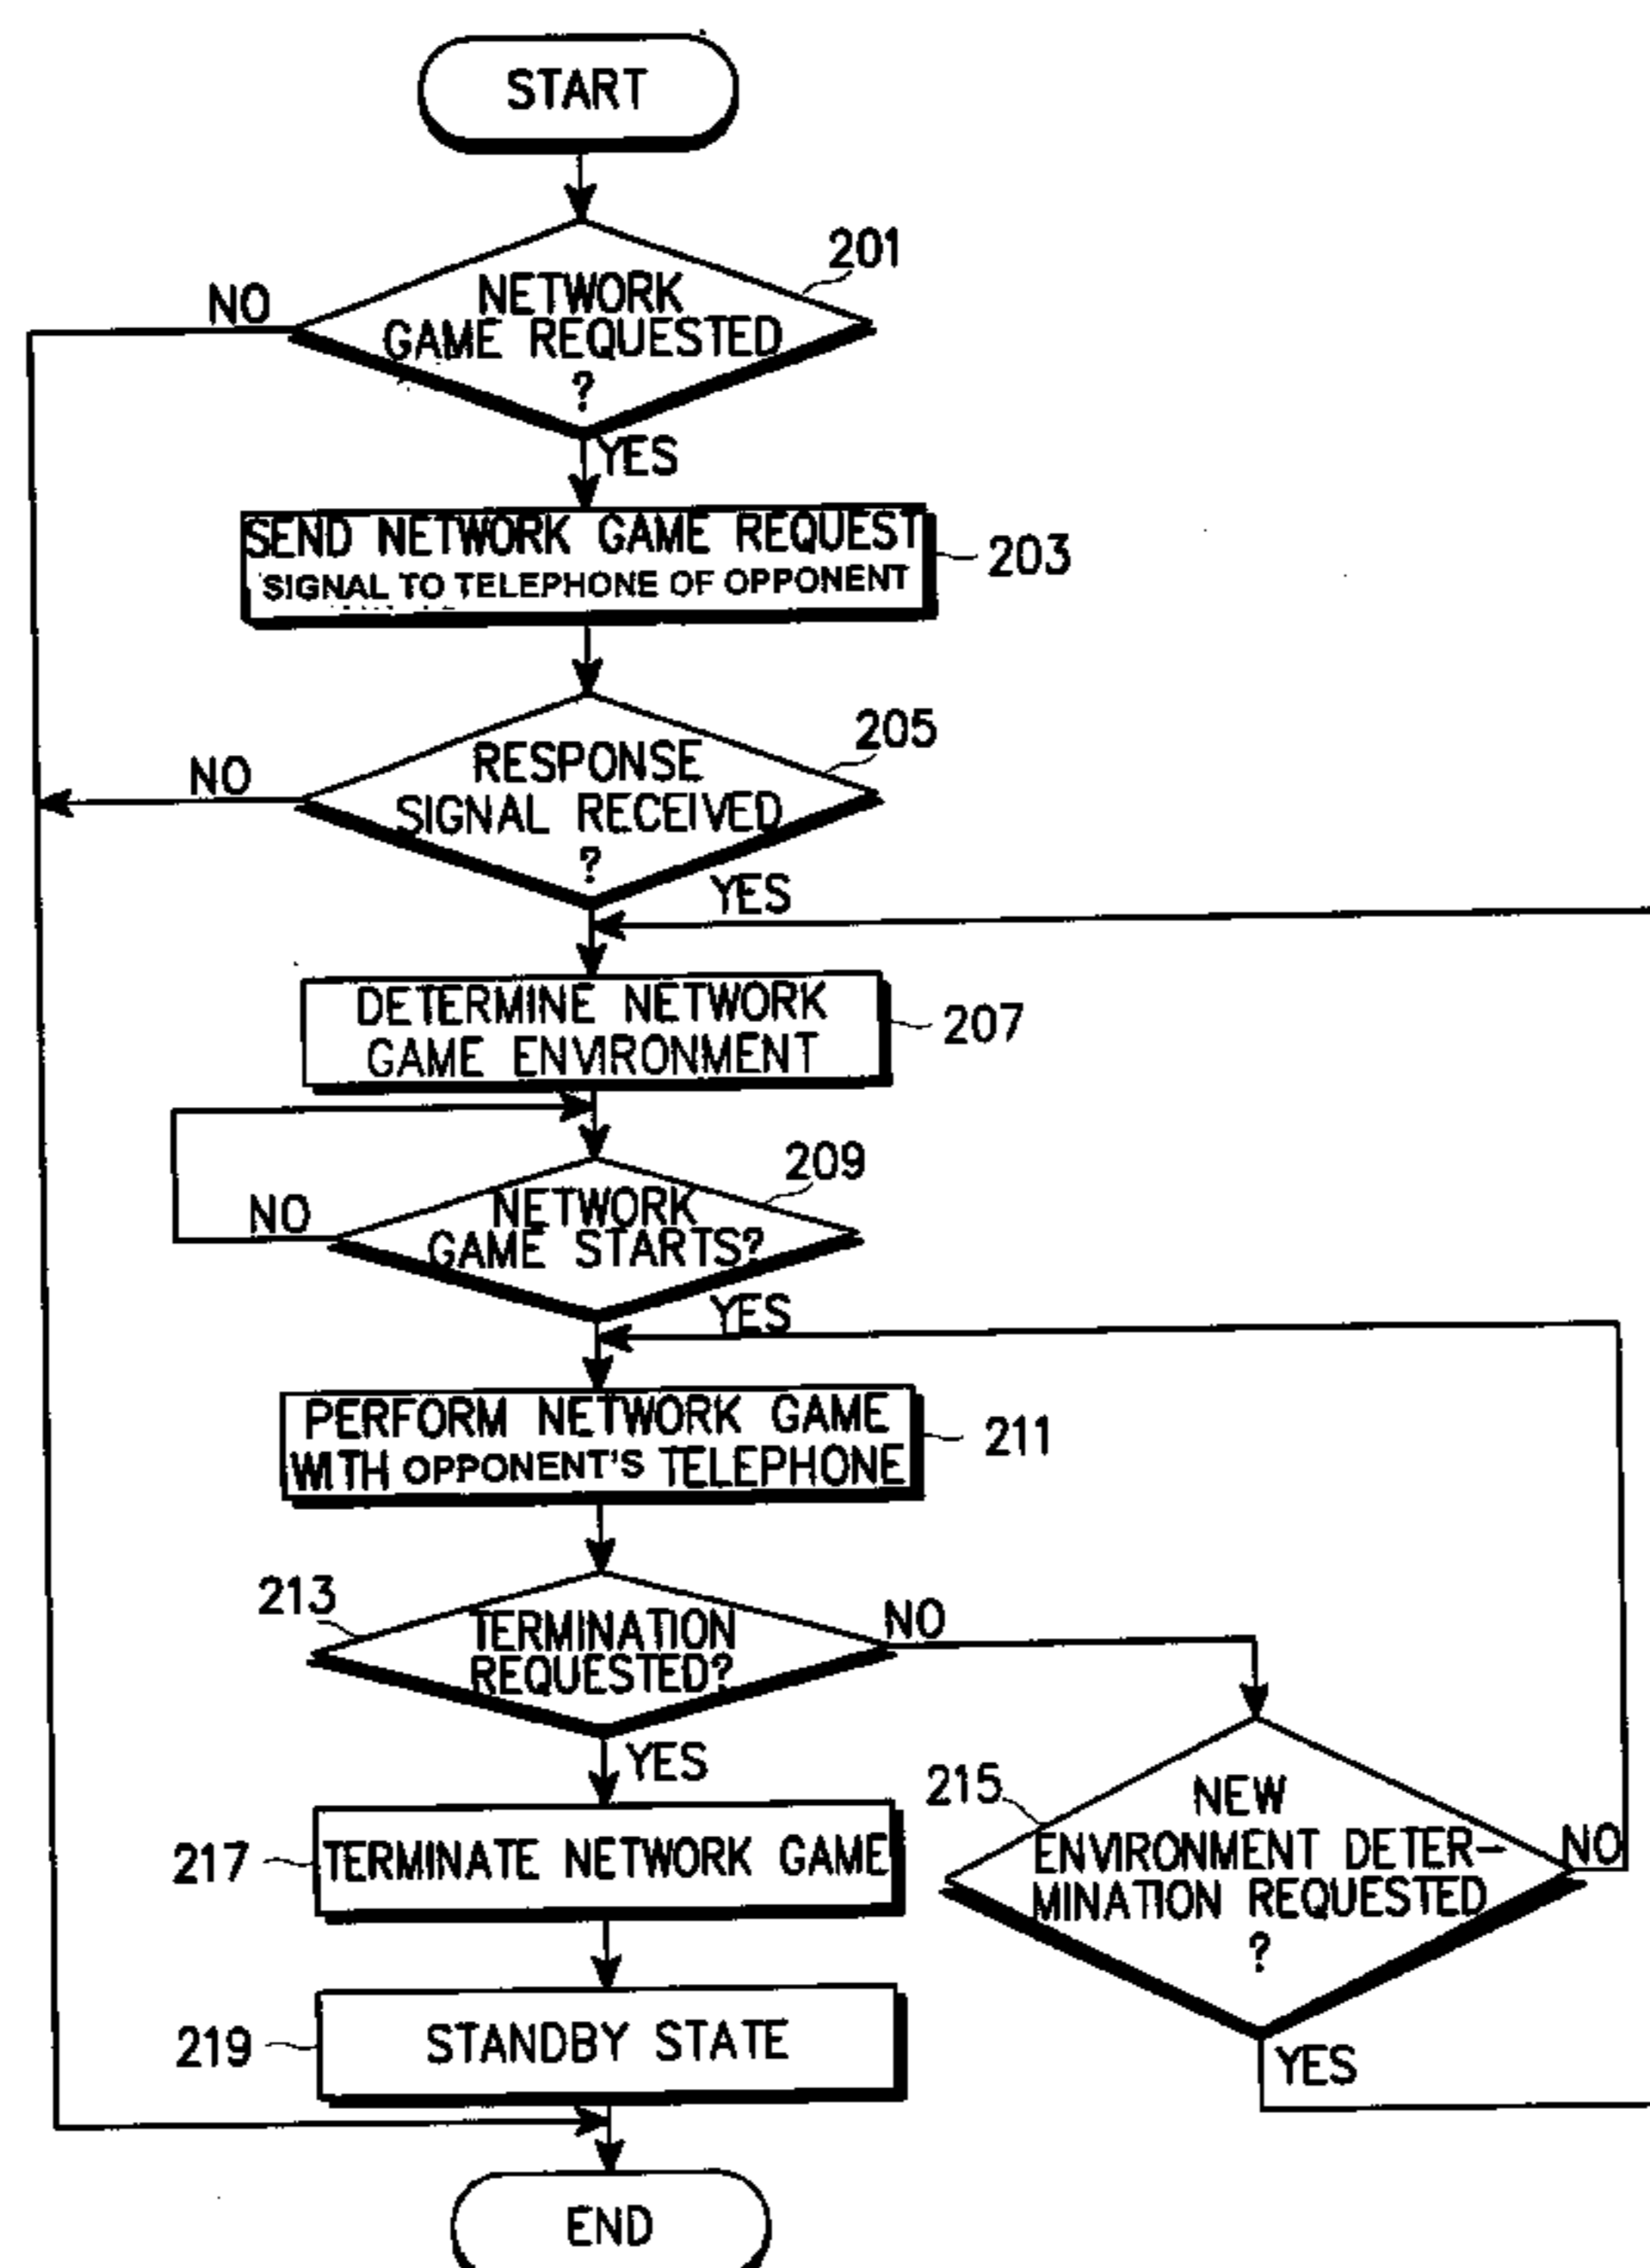 START
201
NO
NETWORK
GAME REQUESTED
?
YES
SEND NETWORK GAME REQUEST
SIGNAL TO TELEPHONE OF OPPONENT
203
205
NO
RESPONSE
SIGNAL RECEIVED
?
YES
DETERMINE NETWORK
GAME ENVIRONMENT
207
209
NO
NETWORK
GAME STARTS?
YES
PERFORM NETWORK GAME
WITH OPPONENT'S TELEPHONE
211
213
TERMINATION
REQUESTED?
NO
YES
215
NEW
ENVIRONMENT DETER-
MINATION REQUESTED
?
NO
YES
217
TERMINATE NETWORK GAME
219
STANDBY STATE
END